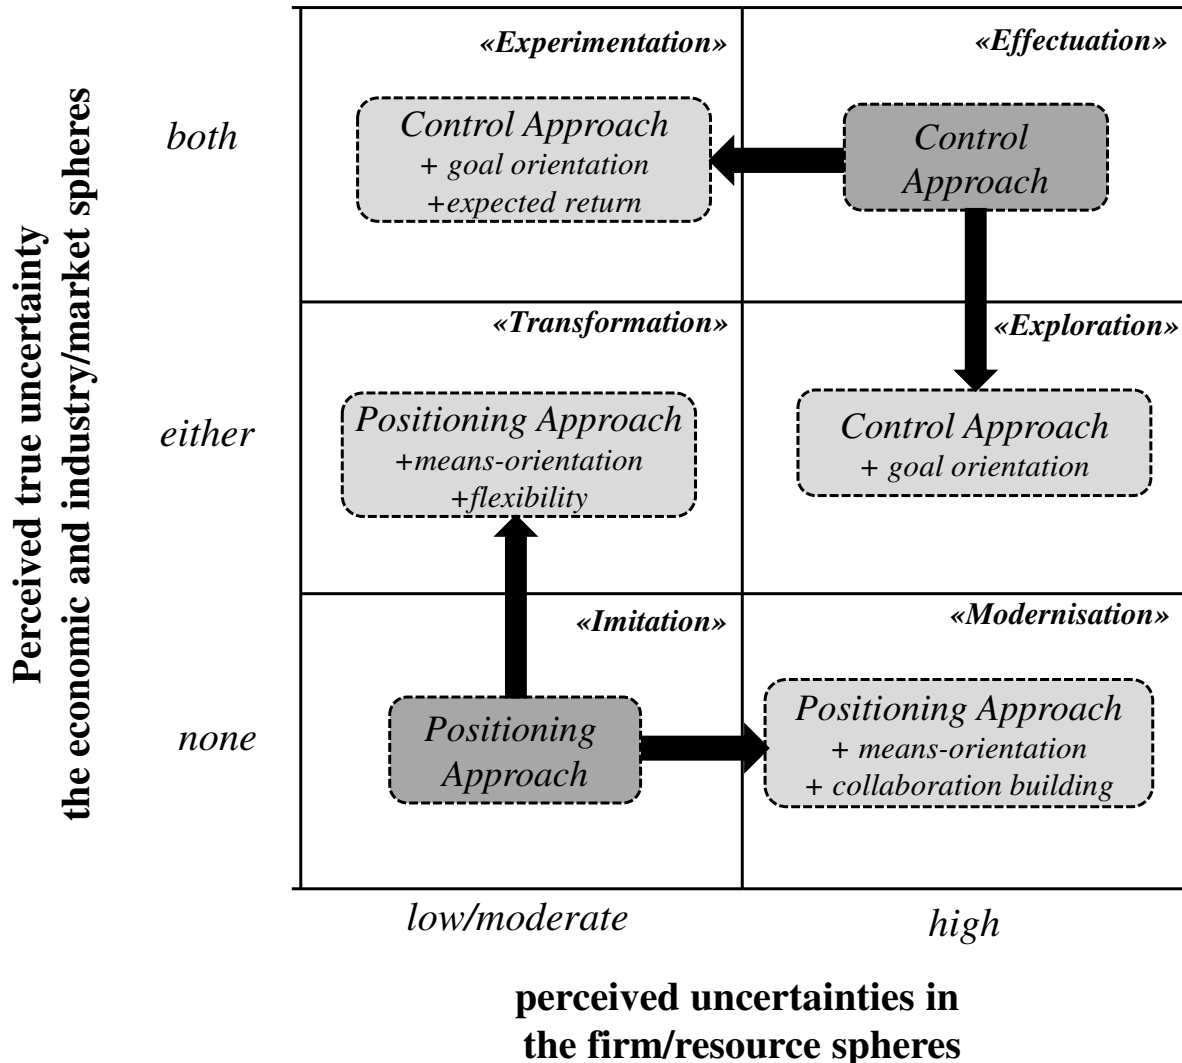 «Experimentation»
«Effectuation»
both
Control Approach
+ goal orientation
+expected return
Control
Approach
«Transformation»
«Exploration»
either
Positioning Approach
+means-orientation
+flexibility
Control Approach
+ goal orientation
«Imitation»
«Modernisation»
none
Positioning
Approach
Positioning Approach
+ means-orientation
+ collaboration building
Perceived true uncertainty
the economic and industry/market spheres
low/moderate
high
perceived uncertainties in
the firm/resource spheres